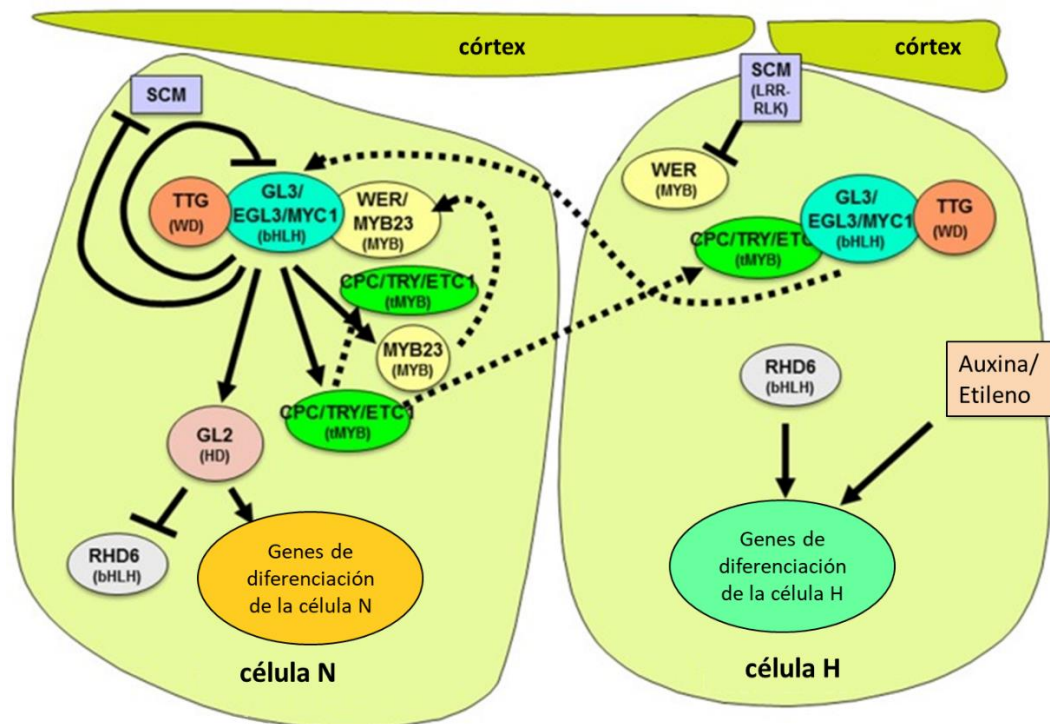 córtex
córtex
SCM
TTG
(WD)
GL3/
EGL3/MYC1
(bHLH)
WER/
MYB23
(MYB)
CPC/TRY/ETC1
(tMYB)
MYB23
(MYB)
CPC/TRY/ETC1
(tMYB)
GL2
(HD)
RHD6
(bHLH)
Genes de
diferenciación
de la célula N
célula N
SCM
(LRR-
RLK)
WER
(MYB)
CPC/TRY/ETC
(tMYB)
GL3/
EGL3/MYC1
(bHLH)
TTG
(WD)
RHD6
(bHLH)
Auxina/
Etileno
Genes de
diferenciación
de la célula H
célula H